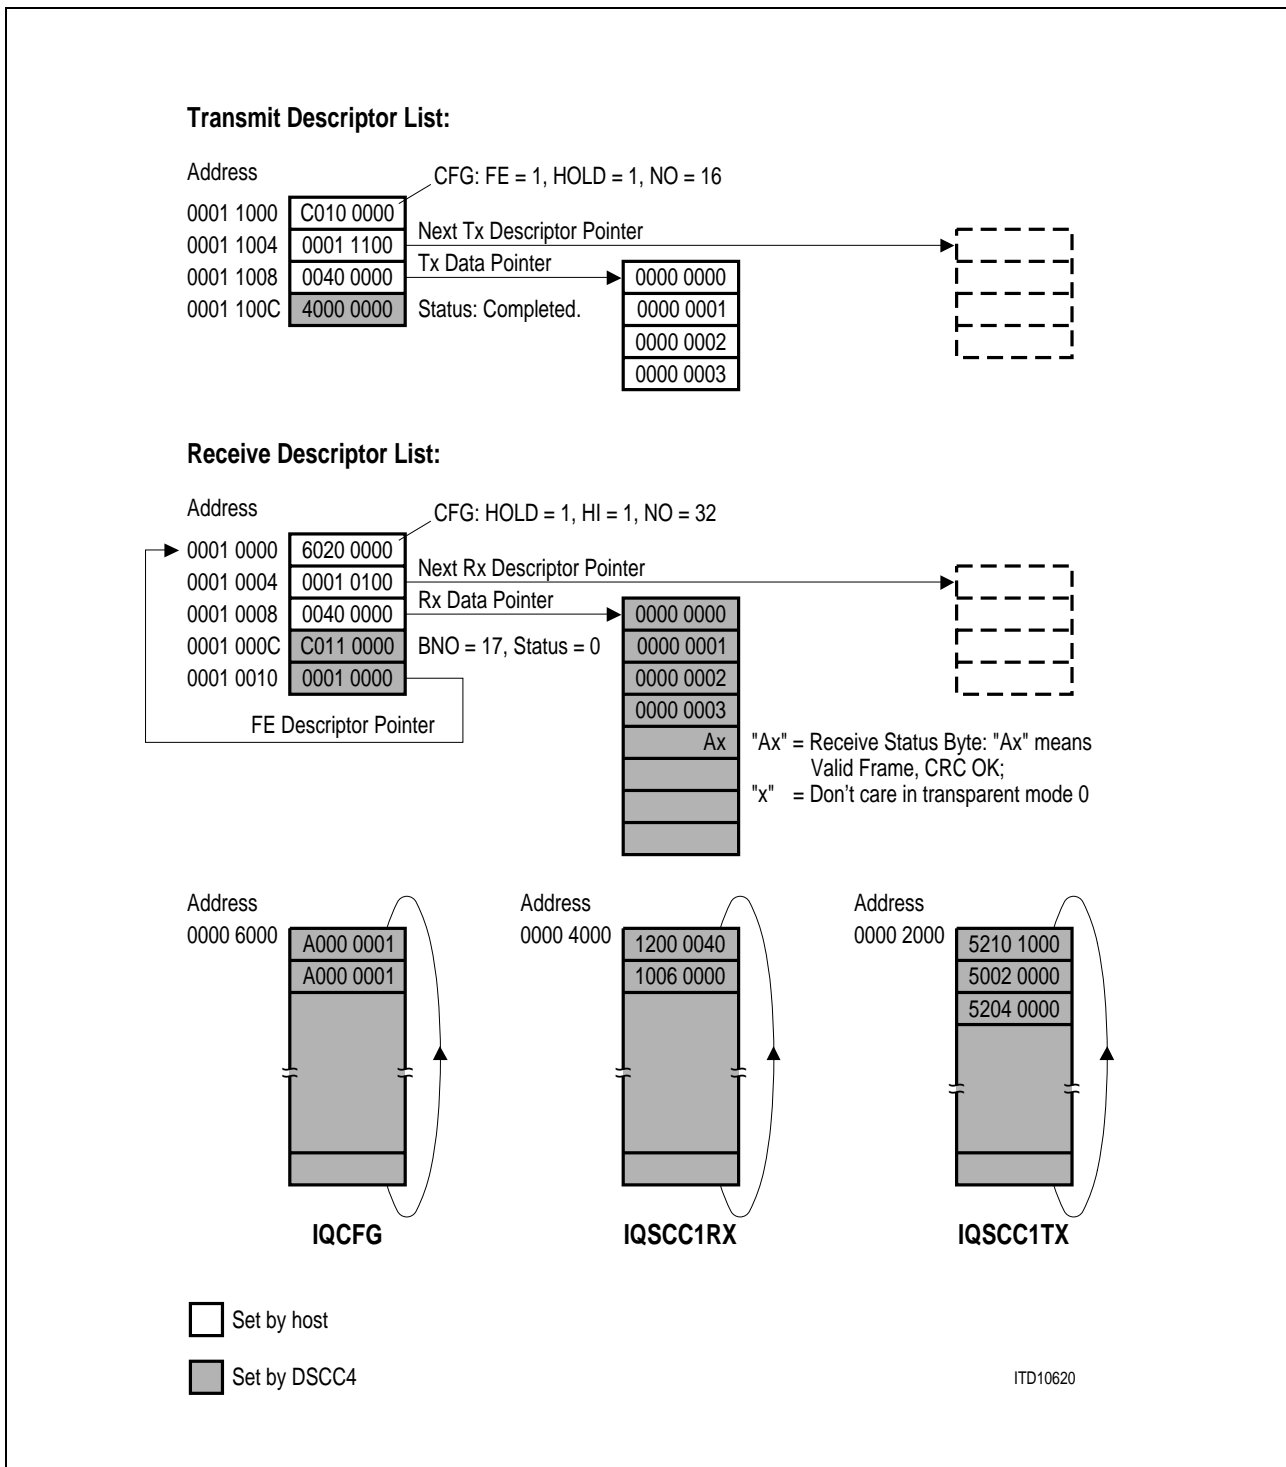 Transmit Descriptor List:
Address
CFG: FE = 1, HOLD = 1, NO = 16
0001 1000 C010 0000
0001 1004 0001 1100 Next Tx Descriptor Pointer
0001 1008 0040 0000 Tx Data Pointer 0000 0000
0001 100C 4000 0000 Status: Completed. 0000 0001
0000 0002
0000 0003
Receive Descriptor List:
Address
CFG: HOLD = 1, HI = 1, NO = 32
0001 0000 6020 0000
0001 0004 0001 0100 Next Rx Descriptor Pointer
0001 0008 0040 0000 Rx Data Pointer 0000 0000
0001 000C C011 0000 BNO = 17, Status = 0 0000 0001
0001 0010 0001 0000 0000 0002
0000 0003
FE Descriptor Pointer
Ax "Ax" = Receive Status Byte: "Ax" means
Valid Frame, CRC OK;
"x" = Don't care in transparent mode 0
Address Address Address
0000 6000 A000 0001 0000 4000 1200 0040 0000 2000 5210 1000
A000 0001 1006 0000 5002 0000
5204 0000
IQCFG IQSCC1RX IQSCC1TX
Set by host
Set by DSCC4
ITD10620